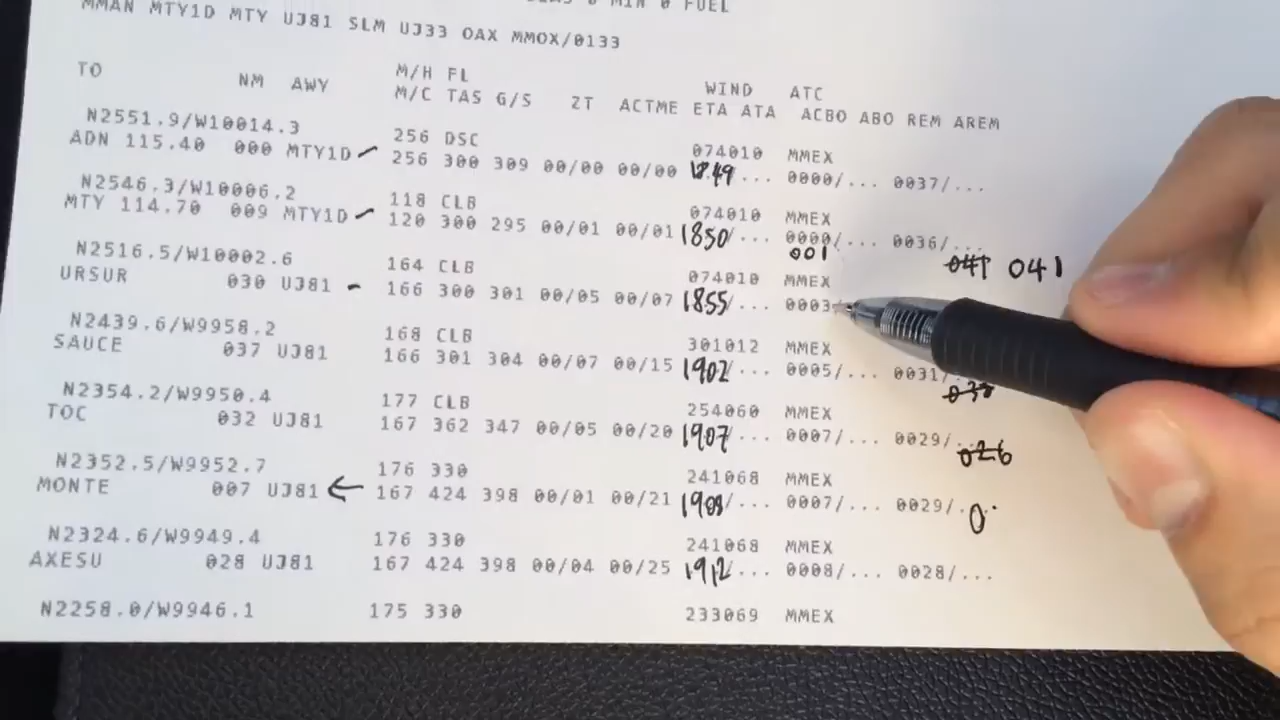 0 MIN 0 FUEL
MMAN MTY1D MTY UJ81 SLM UJ33 OAX MMOX/0133
TO NM AWY M/H FL WIND ATC
M/C TAS G/S ZT ACTME ETA ATA ACBO ABO REM AREM
N2551.9/W10014.3 256 DSC 074010 MMEX
ADN 115.40 000 MTY1D 256 300 309 00/00 00/00 1849 ... 0000/... 0037/...
N2546.3/W10006.2 118 CLB 074010 MMEX
MTY 114.70 009 MTY1D 120 300 295 00/01 00/01 1850/... 0000/... 0036/...
001 041 041
N2516.5/W10002.6 164 CLB 074010 MMEX
URSUR 030 UJ81 166 300 301 00/05 00/07 1855/... 0003/
N2439.6/W9958.2 168 CLB 301012 MMEX
SAUCE 037 UJ81 166 301 304 00/07 00/15 1902/... 0005/... 0031/
N2354.2/W9950.4 177 CLB 254060 MMEX
TOC 032 UJ81 167 362 347 00/05 00/20 1907/... 0007/... 0029/
026
N2352.5/W9952.7 176 330 241068 MMEX
MONTE 007 UJ81 167 424 398 00/01 00/21 1908/... 0007/... 0029/...
0
N2324.6/W9949.4 176 330 241068 MMEX
AXESU 028 UJ81 167 424 398 00/04 00/25 1912/... 0008/... 0028/...
N2258.0/W9946.1 175 330 233069 MMEX